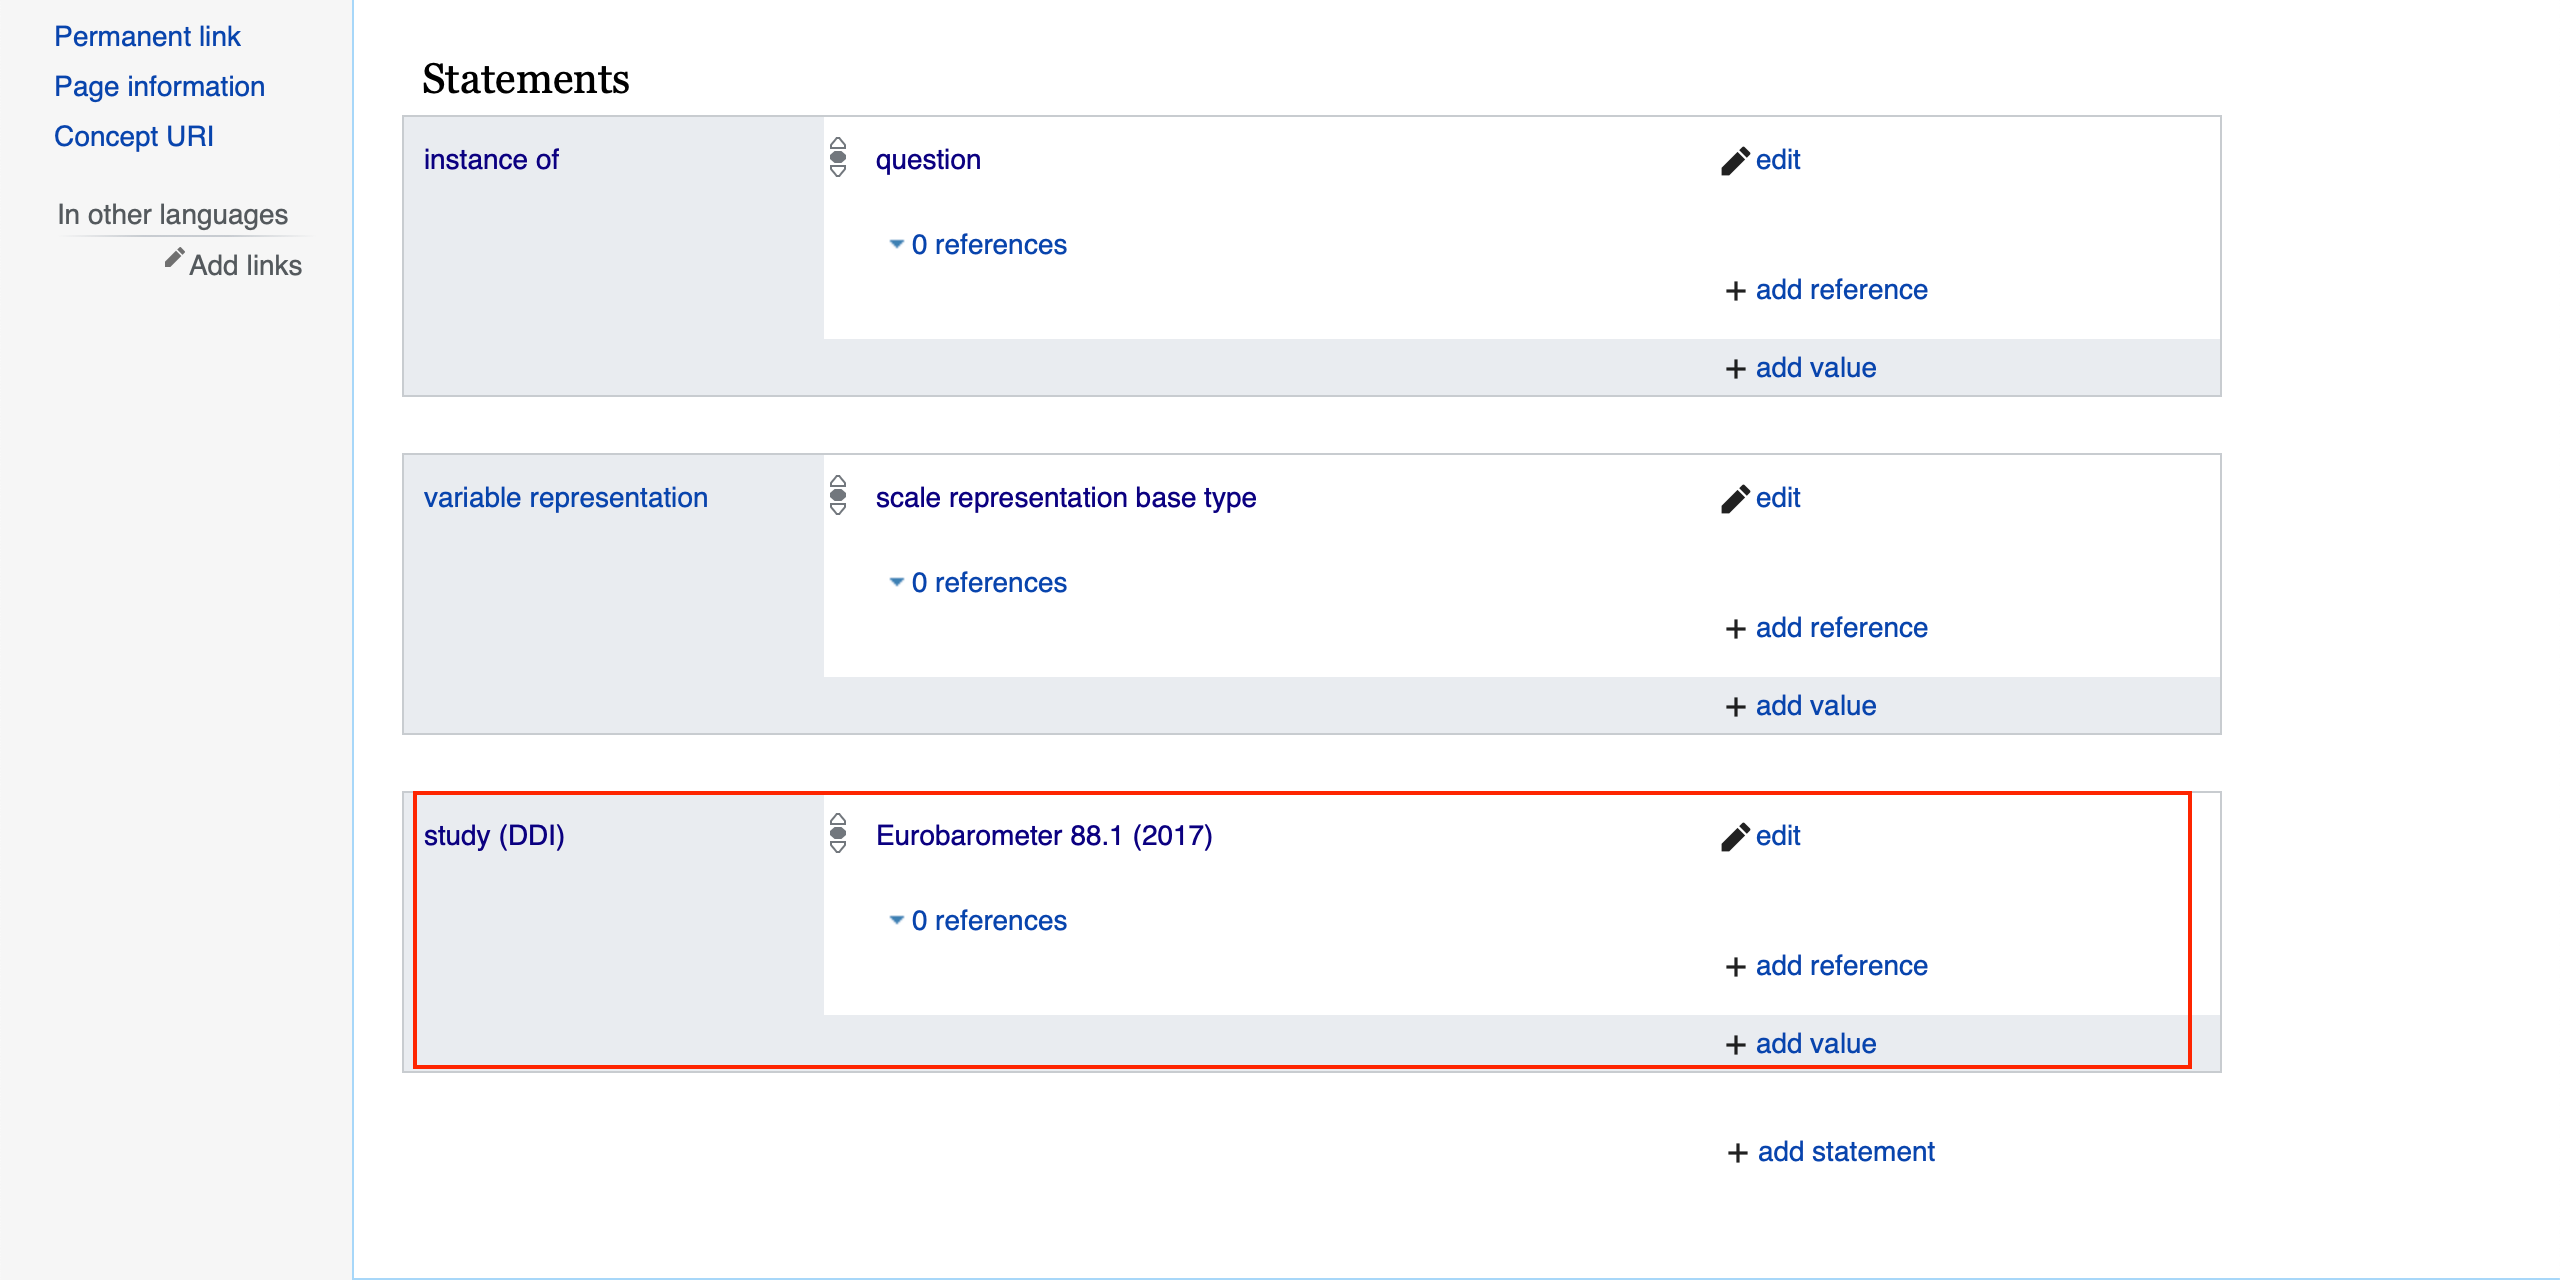 Permanent link
Page information
Concept URI
In other languages
Add links
Statements
instance of
question
edit
0 references
+ add reference
+ add value
variable representation
scale representation base type
edit
0 references
+ add reference
+ add value
study (DDI)
Eurobarometer 88.1 (2017)
edit
0 references
+ add reference
+ add value
+ add statement